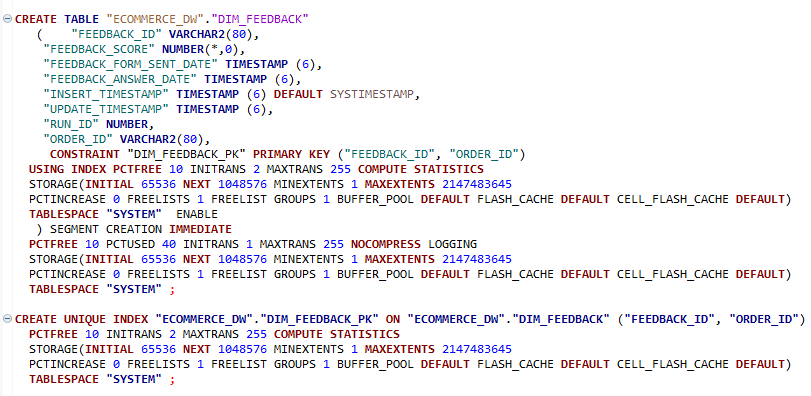 CREATE TABLE "ECOMMERCE_DW"."DIM_FEEDBACK"
( "FEEDBACK_ID" VARCHAR2(80),
"FEEDBACK_SCORE" NUMBER(*,0),
"FEEDBACK_FORM_SENT_DATE" TIMESTAMP (6),
"FEEDBACK_ANSWER_DATE" TIMESTAMP (6),
"INSERT_TIMESTAMP" TIMESTAMP (6) DEFAULT SYSTIMESTAMP,
"UPDATE_TIMESTAMP" TIMESTAMP (6),
"RUN_ID" NUMBER,
"ORDER_ID" VARCHAR2(80),
CONSTRAINT "DIM_FEEDBACK_PK" PRIMARY KEY ("FEEDBACK_ID", "ORDER_ID")
USING INDEX PCTFREE 10 INITRANS 2 MAXTRANS 255 COMPUTE STATISTICS
STORAGE(INITIAL 65536 NEXT 1048576 MINEXTENTS 1 MAXEXTENTS 2147483645
PCTINCREASE 0 FREELISTS 1 FREELIST GROUPS 1 BUFFER_POOL DEFAULT FLASH_CACHE DEFAULT CELL_FLASH_CACHE DEFAULT)
TABLESPACE "SYSTEM" ENABLE
) SEGMENT CREATION IMMEDIATE
PCTFREE 10 PCTUSED 40 INITRANS 1 MAXTRANS 255 NOCOMPRESS LOGGING
STORAGE(INITIAL 65536 NEXT 1048576 MINEXTENTS 1 MAXEXTENTS 2147483645
PCTINCREASE 0 FREELISTS 1 FREELIST GROUPS 1 BUFFER_POOL DEFAULT FLASH_CACHE DEFAULT CELL_FLASH_CACHE DEFAULT)
TABLESPACE "SYSTEM" ;
CREATE UNIQUE INDEX "ECOMMERCE_DW"."DIM_FEEDBACK_PK" ON "ECOMMERCE_DW"."DIM_FEEDBACK" ("FEEDBACK_ID", "ORDER_ID")
PCTFREE 10 INITRANS 2 MAXTRANS 255 COMPUTE STATISTICS
STORAGE(INITIAL 65536 NEXT 1048576 MINEXTENTS 1 MAXEXTENTS 2147483645
PCTINCREASE 0 FREELISTS 1 FREELIST GROUPS 1 BUFFER_POOL DEFAULT FLASH_CACHE DEFAULT CELL_FLASH_CACHE DEFAULT)
TABLESPACE "SYSTEM" ;